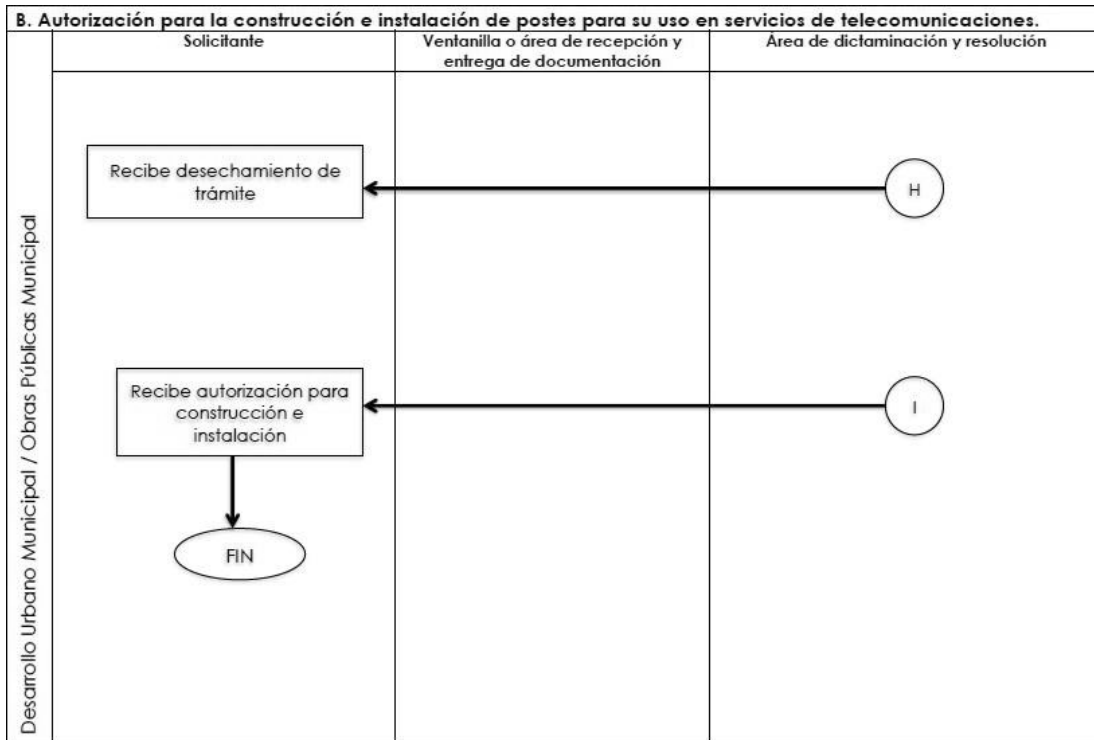 B. Autorización para la construcción e instalación de postes para su uso en servicios de telecomunicaciones.
Solicitante
Ventanilla o área de recepción y
entrega de documentación
Área de dictaminación y resolución
Desarrollo Urbano Municipal / Obras Públicas Municipal
Recibe desechamiento de
trámite
H
Recibe autorización para
construcción e
instalación
I
FIN